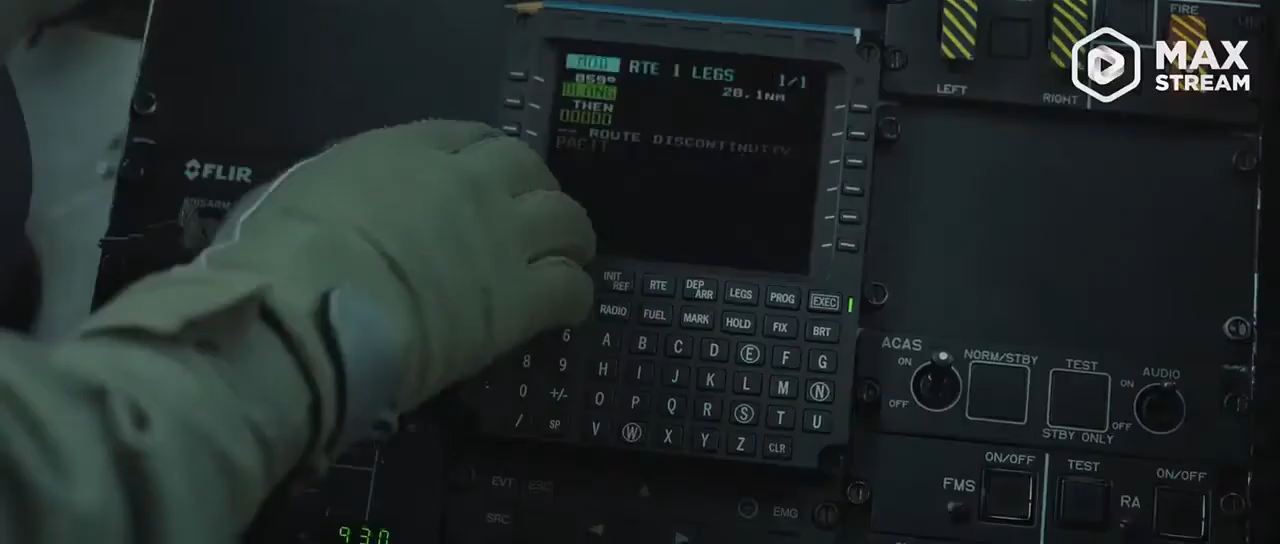 MAX
STREAM
FIRE
LEFT
RIGHT
RTE 1 LEGS 1/1
059°
28.1NM
THEN
00000
-- ROUTE DISCONTINUITY
FLIR
INIT REF RTE DEP ARR LEGS PROG EXEC
RADIO FUEL MARK HOLD FIX BRT
6 A B C D E F G
8 9 H I J K L M N
0 +/- O P Q R S T U
/ SP V W X Y Z CLR
ACAS
ON
OFF
NORM/STBY
TEST
STBY ONLY
AUDIO
ON
OFF
EVT ESC
SRC
EMG
FMS
ON/OFF
TEST
RA
ON/OFF
930